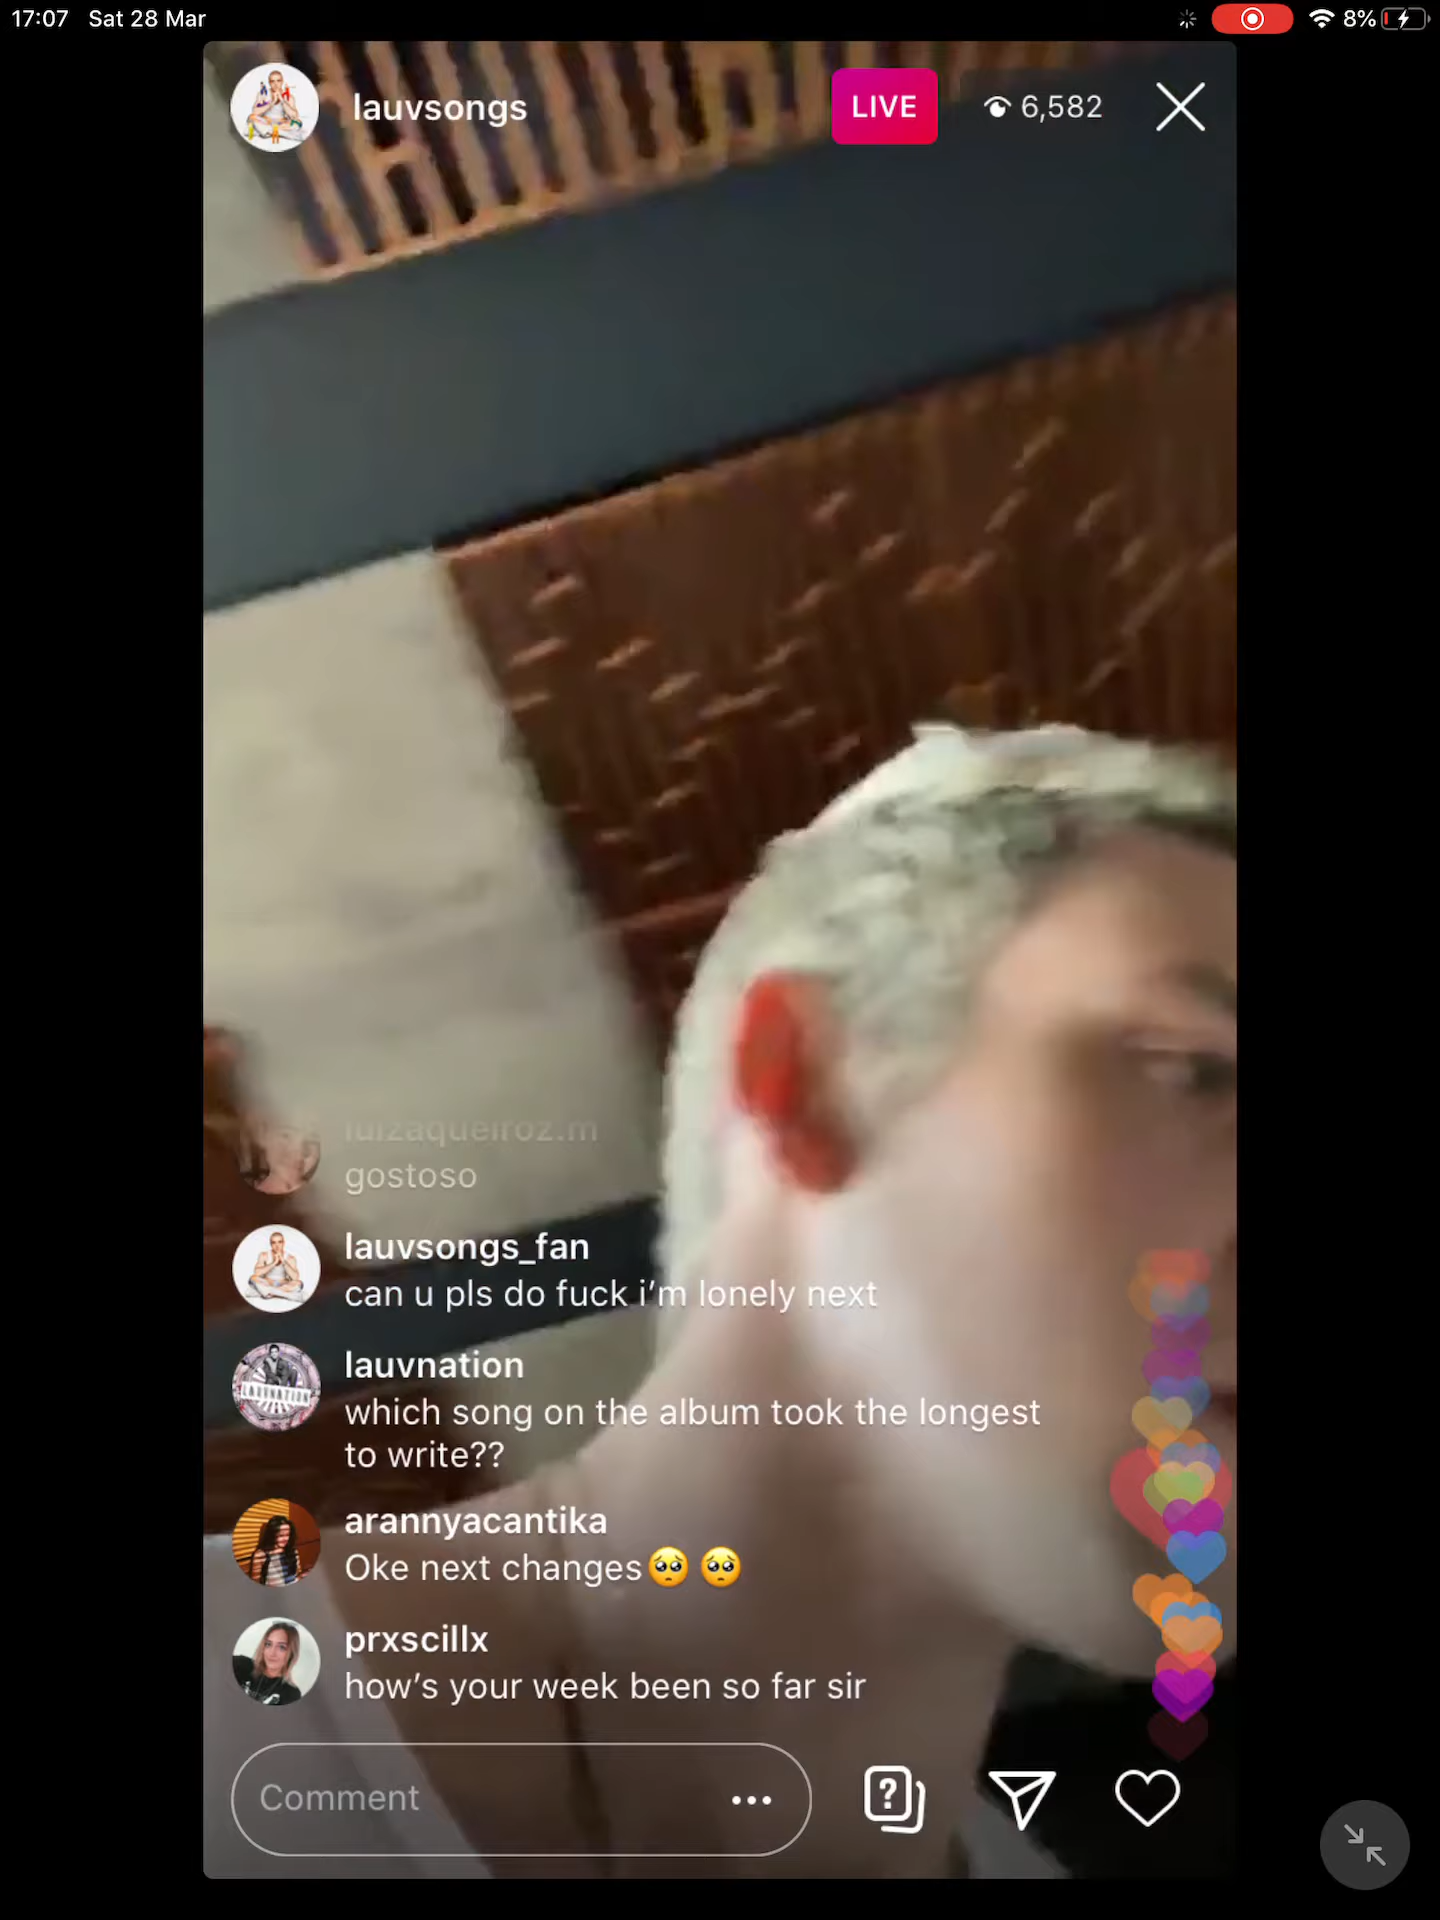 17:07 Sat 28 Mar
8%
lauvsongs
LIVE
6,582
luizaqueiroz.m
gostoso
lauvsongs_fan
can u pls do fuck i'm lonely next
LAUVNATION
lauvnation
which song on the album took the longest
to write??
arannyacantika
Oke next changes🥺 🥺
prxscillx
how's your week been so far sir
Comment